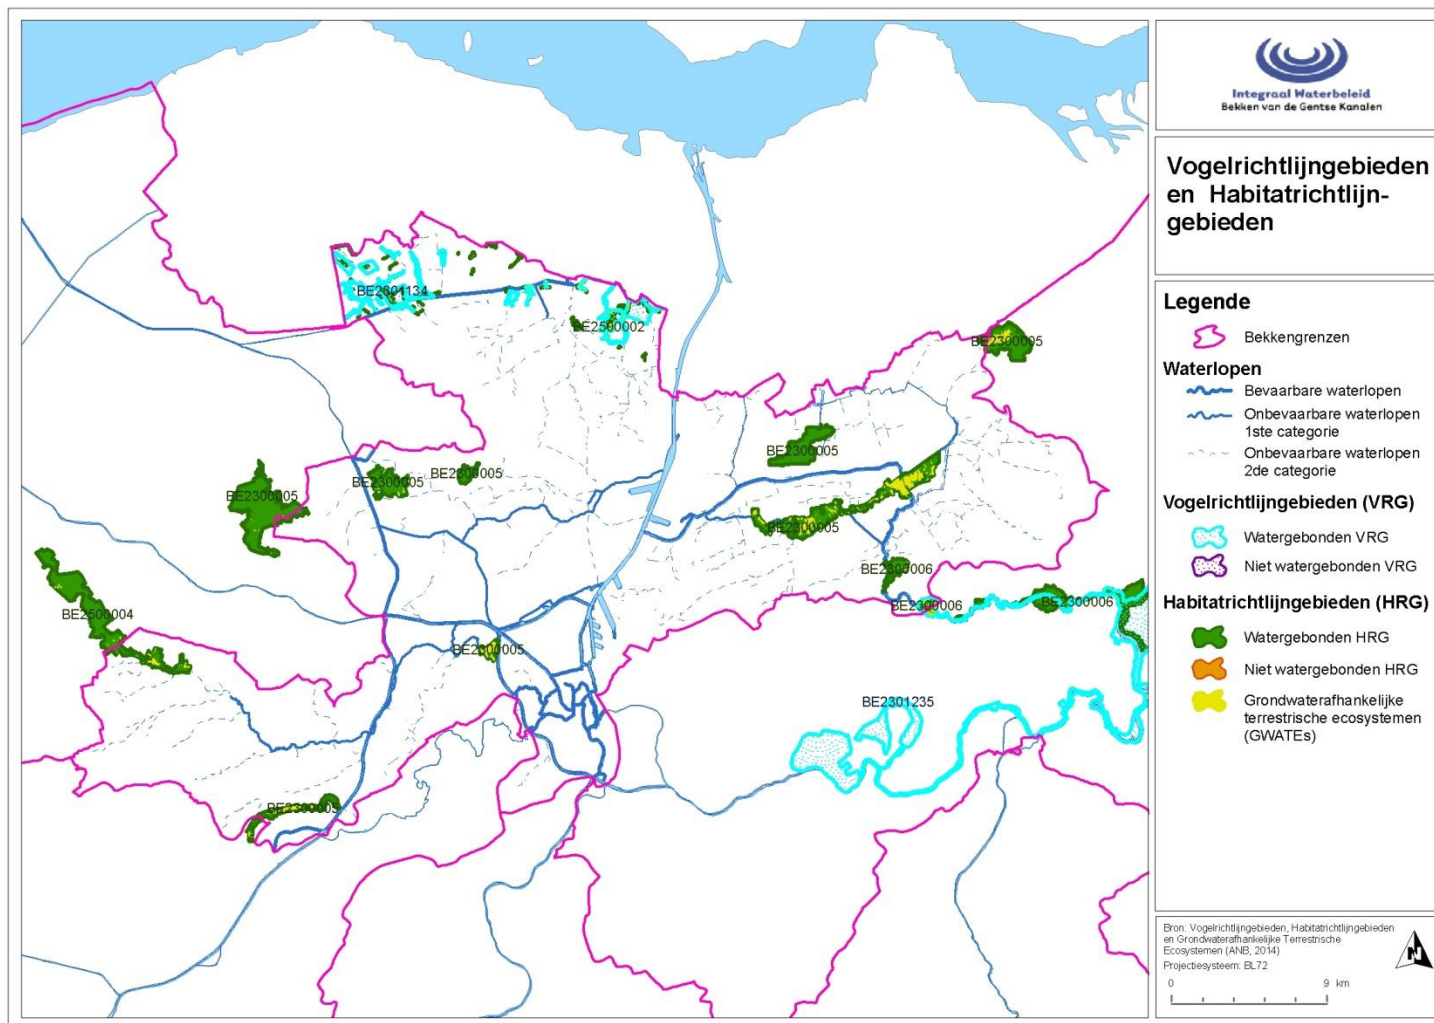 Integraal Waterbeleid
Bekken van de Gentse Kanalen
Vogelrichtlijngebieden
en Habitatrichtlijn-
gebieden
Legende
Bekkengrenzen
Waterlopen
Bevaarbare waterlopen
Onbevaarbare waterlopen
1ste categorie
Onbevaarbare waterlopen
2de categorie
Vogelrichtlijngebieden (VRG)
Watergebonden VRG
Niet watergebonden VRG
Habitatrichtlijngebieden (HRG)
Watergebonden HRG
Niet watergebonden HRG
Grondwaterafhankelijke
terrestrische ecosystemen
(GWATEs)
Bron: Vogelrichtlijngebieden, Habitatrichtlijngebieden
en Grondwaterafhankelijke Terrestrische
Ecosystemen (ANB, 2014)
Projectiesysteem: BL72
0 9 km
N
BE2301134
BE2500002
BE2300005
BE2300005
BE2300005
BE2300005
BE2300005
BE2300005
BE2300006
BE2300006
BE2300006
BE2500004
BE2300005
BE2301235
BE2300005